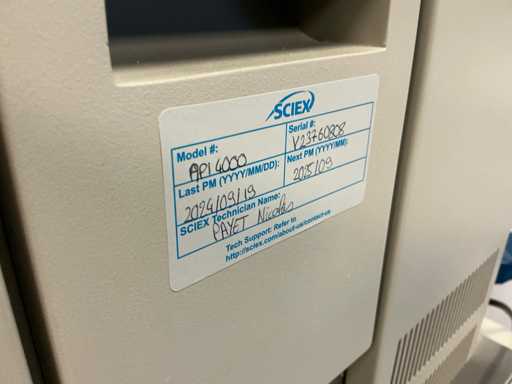 SCIEX
Model #:
API 4000
Serial #:
V23760808
Last PM (YYYY/MM/DD):
2024/09/19
Next PM (YYYY/MM):
2025/09
SCIEX Technician Name:
PAYET Nicolas
Tech Support: Refer to
http://sciex.com/about-us/contact-us